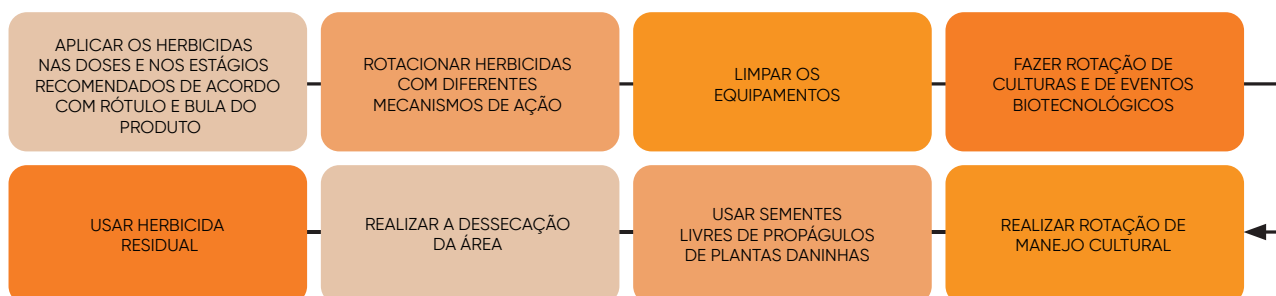 APLICAR OS HERBICIDAS
NAS DOSES E NOS ESTÁGIOS
RECOMENDADOS DE ACORDO
COM RÓTULO E BULA DO
PRODUTO
ROTACIONAR HERBICIDAS
COM DIFERENTES
MECANISMOS DE AÇÃO
LIMPAR OS
EQUIPAMENTOS
FAZER ROTAÇÃO DE
CULTURAS E DE EVENTOS
BIOTECNOLÓGICOS
REALIZAR ROTAÇÃO DE
MANEJO CULTURAL
USAR SEMENTES
LIVRES DE PROPÁGULOS
DE PLANTAS DANINHAS
REALIZAR A DESSECAÇÃO
DA ÁREA
USAR HERBICIDA
RESIDUAL